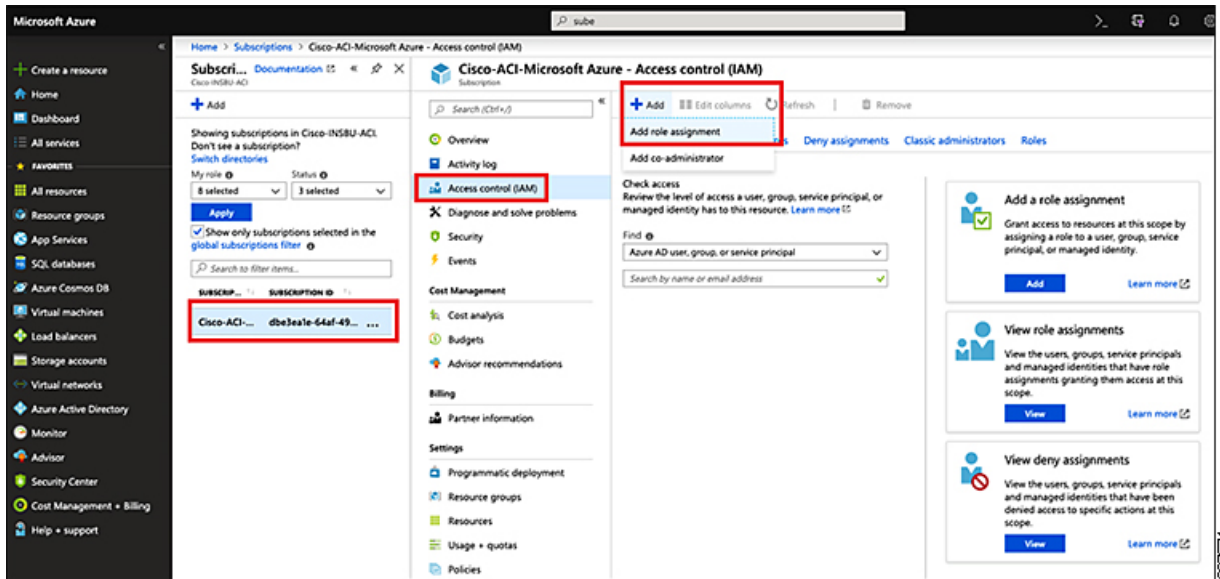 Microsoft Azure
sube
Home > Subscriptions > Cisco-ACI-Microsoft Azure - Access control (IAM)
Create a resource
Home
Dashboard
All services
FAVORITES
All resources
Resource groups
App Services
SQL databases
Azure Cosmos DB
Virtual machines
Load balancers
Storage accounts
Virtual networks
Azure Active Directory
Monitor
Advisor
Security Center
Cost Management + Billing
Help + support
Subscri... Documentation
Cisco INSBU-ACI
Add
Showing subscriptions in Cisco-INSBU-ACI.
Don't see a subscription?
Switch directories
My role Status
8 selected 3 selected
Apply
Show only subscriptions selected in the
global subscriptions filter
Search to filter items...
SUBSCRIP... SUBSCRIPTION ID
Cisco-ACI-... dbe3ea1e-64af-49... ...
Cisco-ACI-Microsoft Azure - Access control (IAM)
Subscription
Search (Ctrl+/)
Overview
Activity log
Access control (IAM)
Diagnose and solve problems
Security
Events
Cost Management
Cost analysis
Budgets
Advisor recommendations
Billing
Partner information
Settings
Programmatic deployment
Resource groups
Resources
Usage + quotas
Policies
Add Edit columns Refresh Remove
Add role assignment
Add co-administrator
Deny assignments Classic administrators Roles
Check access
Review the level of access a user, group, service principal, or
managed identity has to this resource. Learn more
Find
Azure AD user, group, or service principal
Search by name or email address
Add a role assignment
Grant access to resources at this scope by
assigning a role to a user, group, service
principal, or managed identity.
Add Learn more
View role assignments
View the users, groups, service principals
and managed identities that have role
assignments granting them access at this
scope.
View Learn more
View deny assignments
View the users, groups, service principals
and managed identities that have been
denied access to specific actions at this
scope.
View Learn more